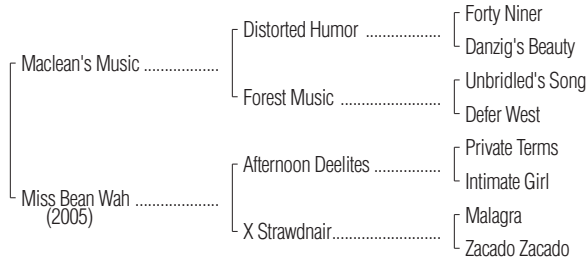 Forty Niner
Distorted Humor ..................
Danzig's Beauty
Maclean's Music ..................
Unbridled's Song
Forest Music ........................
Defer West
Private Terms
Afternoon Deelites ...............
Intimate Girl
Miss Bean Wah ..................
(2005)
Malagra
X Strawdnair..........................
Zacado Zacado